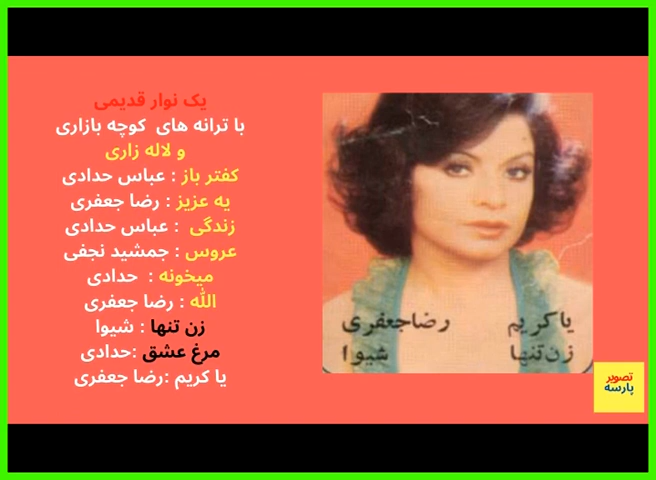 یک نوار قدیمی
با ترانه های کوچه بازاری
و لاله زاری
کفتر باز : عباس حدادی
یه عزیز : رضا جعفری
زندگی : عباس حدادی
عروس : جمشید نجفی
میخونه : حدادی
الله : رضا جعفری
زن تنها : شیوا
مرغ عشق :حدادی
یا کریم :رضا جعفری
یا کریم رضا جعفری
زن تنها شیوا
تصویر
پارسه